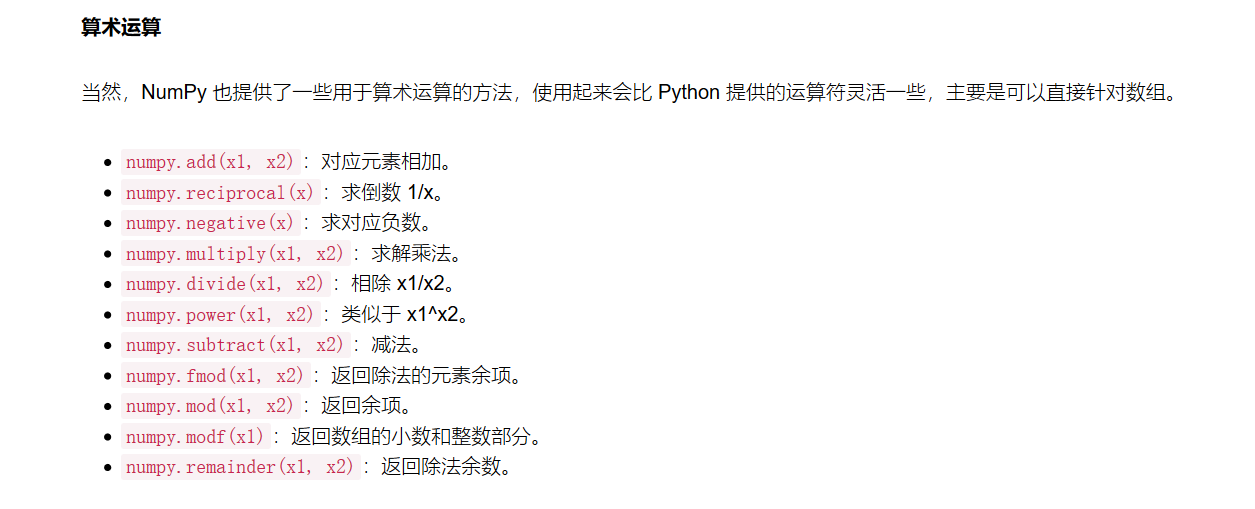 算术运算
当然，NumPy 也提供了一些用于算术运算的方法，使用起来会比 Python 提供的运算符灵活一些，主要是可以直接针对数组。
numpy.add(x1, x2)：对应元素相加。
numpy.reciprocal(x)：求倒数 1/x。
numpy.negative(x)：求对应负数。
numpy.multiply(x1, x2)：求解乘法。
numpy.divide(x1, x2)：相除 x1/x2。
numpy.power(x1, x2)：类似于 x1^x2。
numpy.subtract(x1, x2)：减法。
numpy.fmod(x1, x2)：返回除法的元素余项。
numpy.mod(x1, x2)：返回余项。
numpy.modf(x1)：返回数组的小数和整数部分。
numpy.remainder(x1, x2)：返回除法余数。